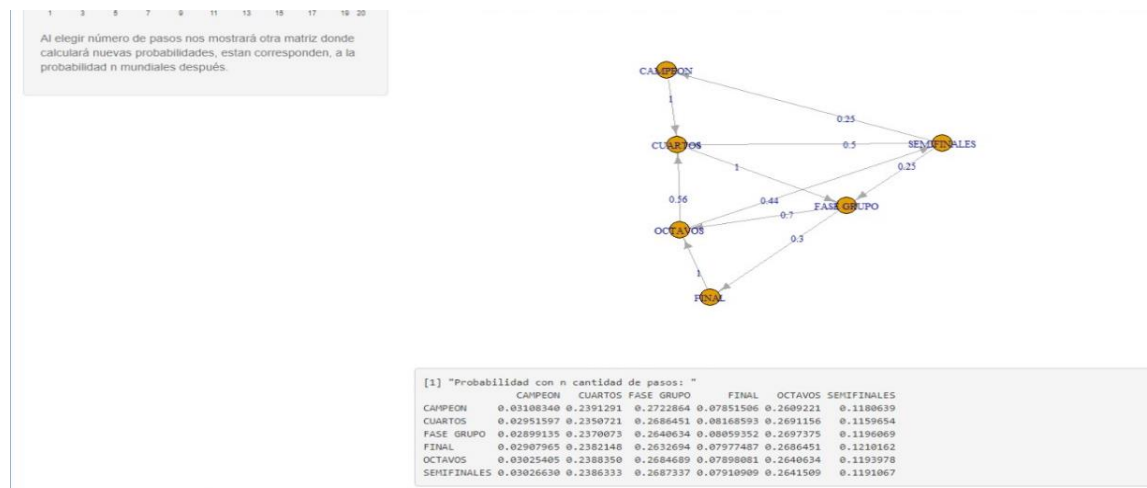 1 3 5 7 9 11 13 15 17 19 20
Al elegir número de pasos nos mostrará otra matriz donde
calculará nuevas probabilidades, estan corresponden, a la
probabilidad n mundiales después.
CAMPEON
1
0.25
CUARTOS
0.5
SEMIFINALES
1
0.25
0.56
0.44
FASE GRUPO
0.7
OCTAVOS
0.3
1
FINAL
[1] "Probabilidad con n cantidad de pasos: "
CAMPEON CUARTOS FASE GRUPO FINAL OCTAVOS SEMIFINALES
CAMPEON 0.03108340 0.2391291 0.2722864 0.07851506 0.2609221 0.1180639
CUARTOS 0.02951597 0.2350721 0.2686451 0.08168593 0.2691156 0.1159654
FASE GRUPO 0.02899135 0.2370073 0.2640634 0.08059352 0.2697375 0.1196069
FINAL 0.02907965 0.2382148 0.2632694 0.07977487 0.2686451 0.1210162
OCTAVOS 0.03025405 0.2388350 0.2684689 0.07898081 0.2640634 0.1193978
SEMIFINALES 0.03026630 0.2386333 0.2687337 0.07910909 0.2641509 0.1191067